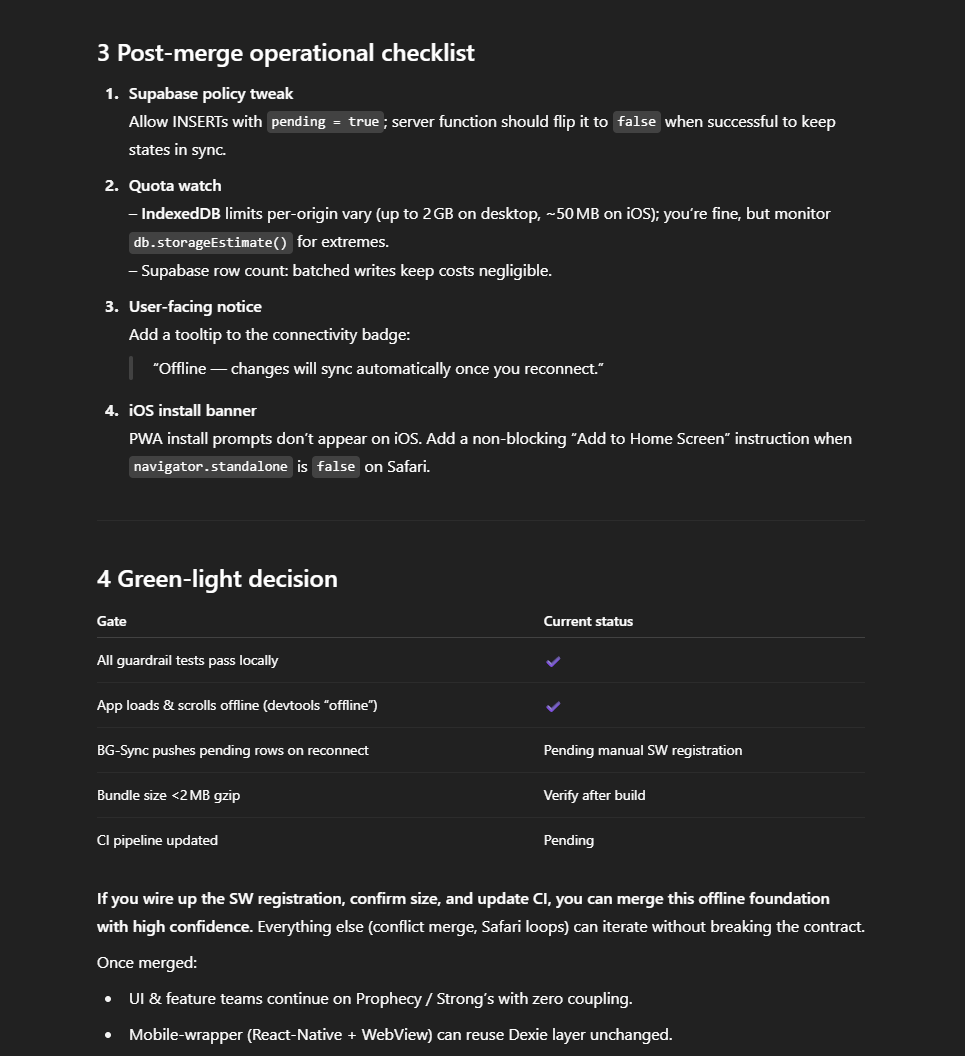 3 Post-merge operational checklist
1. Supabase policy tweak
Allow INSERTs with pending = true; server function should flip it to false when successful to keep
states in sync.
2. Quota watch
– IndexedDB limits per-origin vary (up to 2 GB on desktop, ~50 MB on iOS); you’re fine, but monitor
db.storageEstimate() for extremes.
– Supabase row count: batched writes keep costs negligible.
3. User-facing notice
Add a tooltip to the connectivity badge:
“Offline — changes will sync automatically once you reconnect.”
4. iOS install banner
PWA install prompts don’t appear on iOS. Add a non-blocking “Add to Home Screen” instruction when
navigator.standalone is false on Safari.
4 Green-light decision
Gate Current status
All guardrail tests pass locally ✓
App loads & scrolls offline (devtools “offline”) ✓
BG-Sync pushes pending rows on reconnect Pending manual SW registration
Bundle size <2 MB gzip Verify after build
CI pipeline updated Pending
If you wire up the SW registration, confirm size, and update CI, you can merge this offline foundation
with high confidence. Everything else (conflict merge, Safari loops) can iterate without breaking the contract.
Once merged:
• UI & feature teams continue on Prophecy / Strong’s with zero coupling.
• Mobile-wrapper (React-Native + WebView) can reuse Dexie layer unchanged.